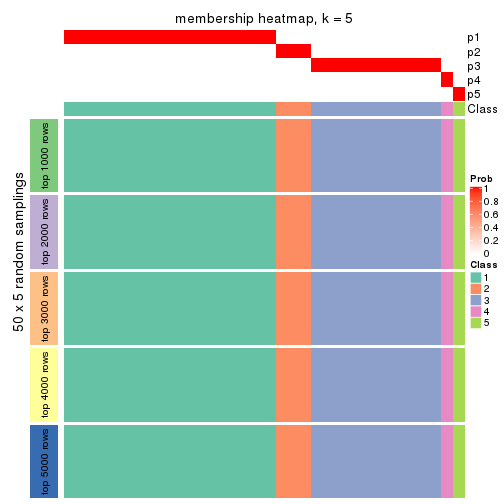 membership heatmap, k = 5
p1
p2
p3
p4
p5
Class
50 x 5 random samplings
top 1000 rows
top 2000 rows
top 3000 rows
top 4000 rows
top 5000 rows
Prob
1
0.8
0.6
0.4
0.2
0
Class
1
2
3
4
5